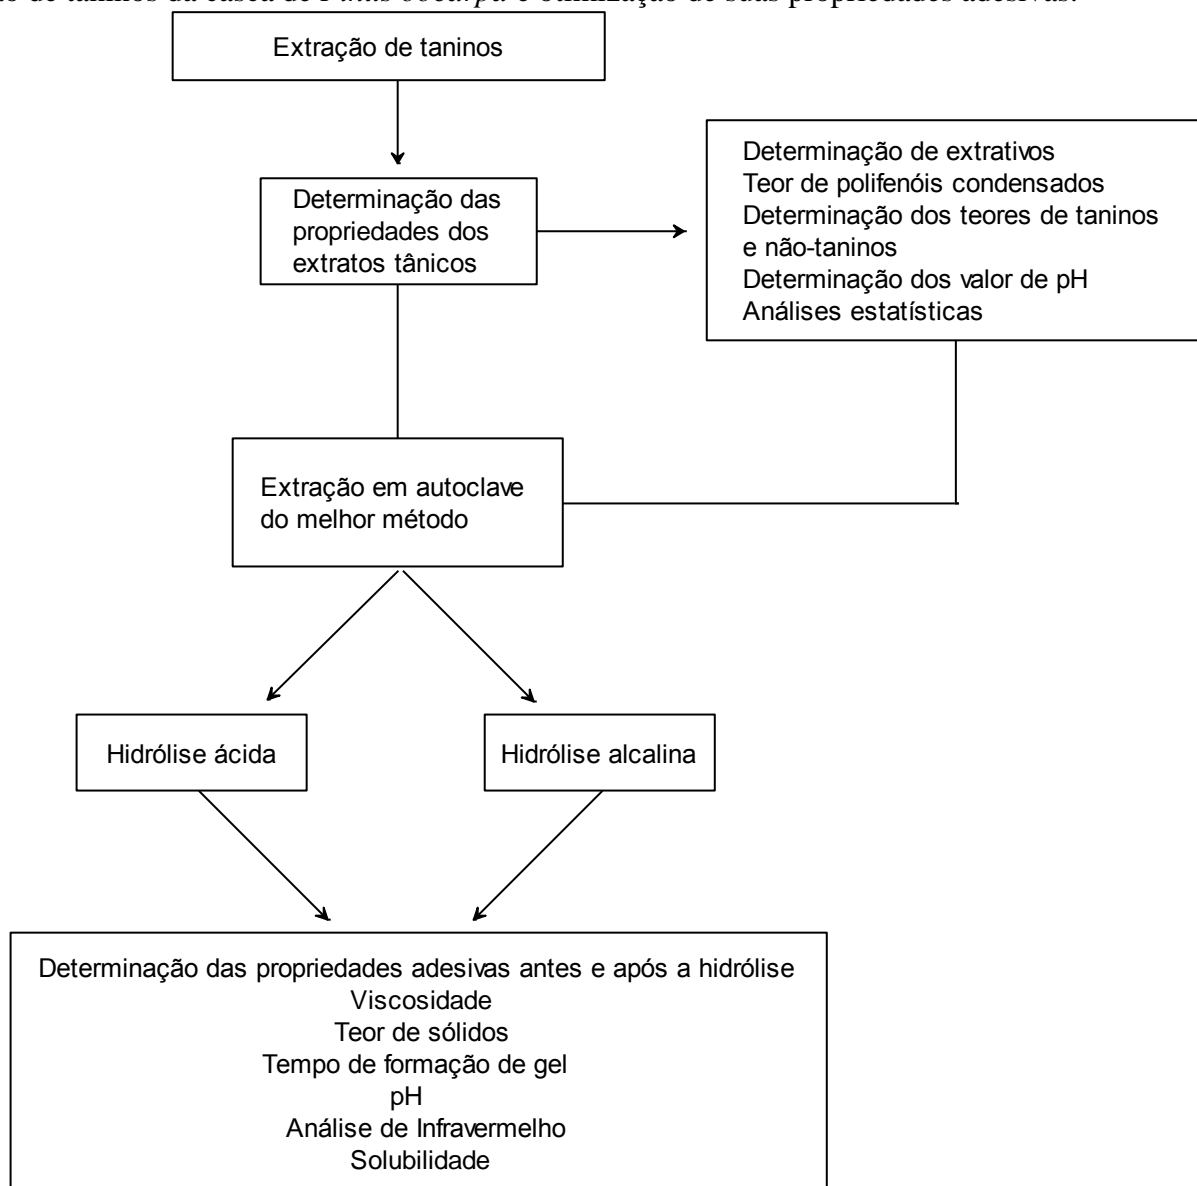 de taninos da casca de Pinus oocarpa e otimização de suas propriedades adesivas.
Extração de taninos
Determinação das
propriedades dos
extratos tânicos
Determinação de extrativos
Teor de polifenóis condensados
Determinação dos teores de taninos
e não-taninos
Determinação dos valor de pH
Análises estatísticas
Extração em autoclave
do melhor método
Hidrólise ácida
Hidrólise alcalina
Determinação das propriedades adesivas antes e após a hidrólise
Viscosidade
Teor de sólidos
Tempo de formação de gel
pH
Análise de Infravermelho
Solubilidade